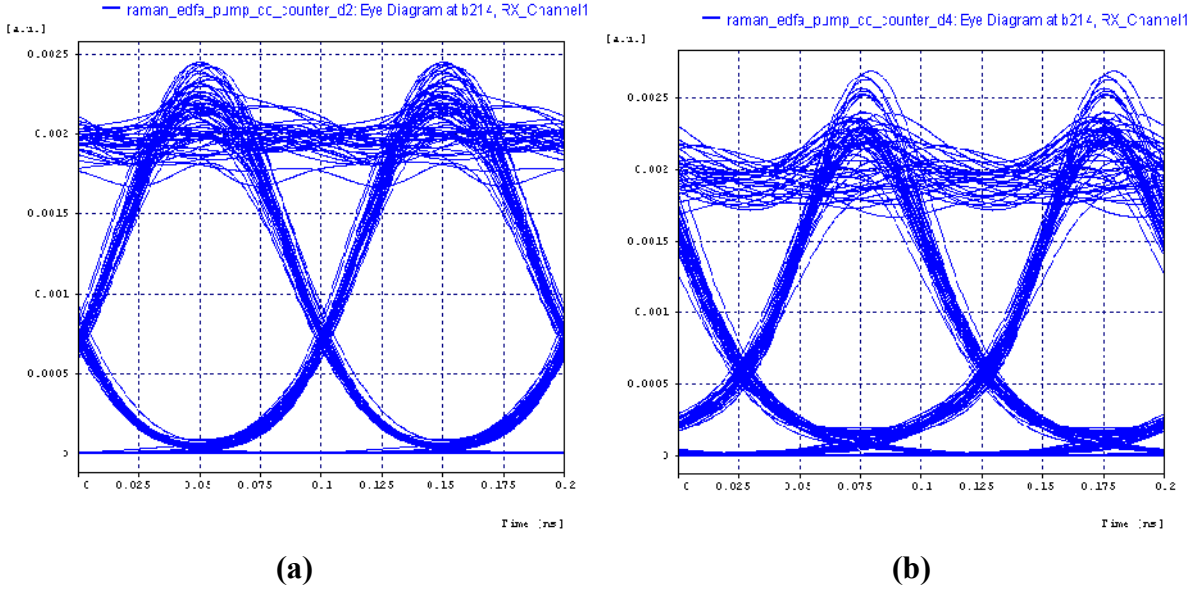 raman_edfa_pump_co_counter_d2: Eye Diagram at b214, RX_Channel1
[a.u.]
0.0025
0.002
0.0015
0.001
0.0005
0
0 0.025 0.05 0.075 0.1 0.125 0.15 0.175 0.2
Time [ns]
(a)
raman_edfa_pump_co_counter_d4: Eye Diagram at b214, RX_Channel1
[a.u.]
0.0025
0.002
0.0015
0.001
0.0005
0
0 0.025 0.05 0.075 0.1 0.125 0.15 0.175 0.2
Time [ns]
(b)